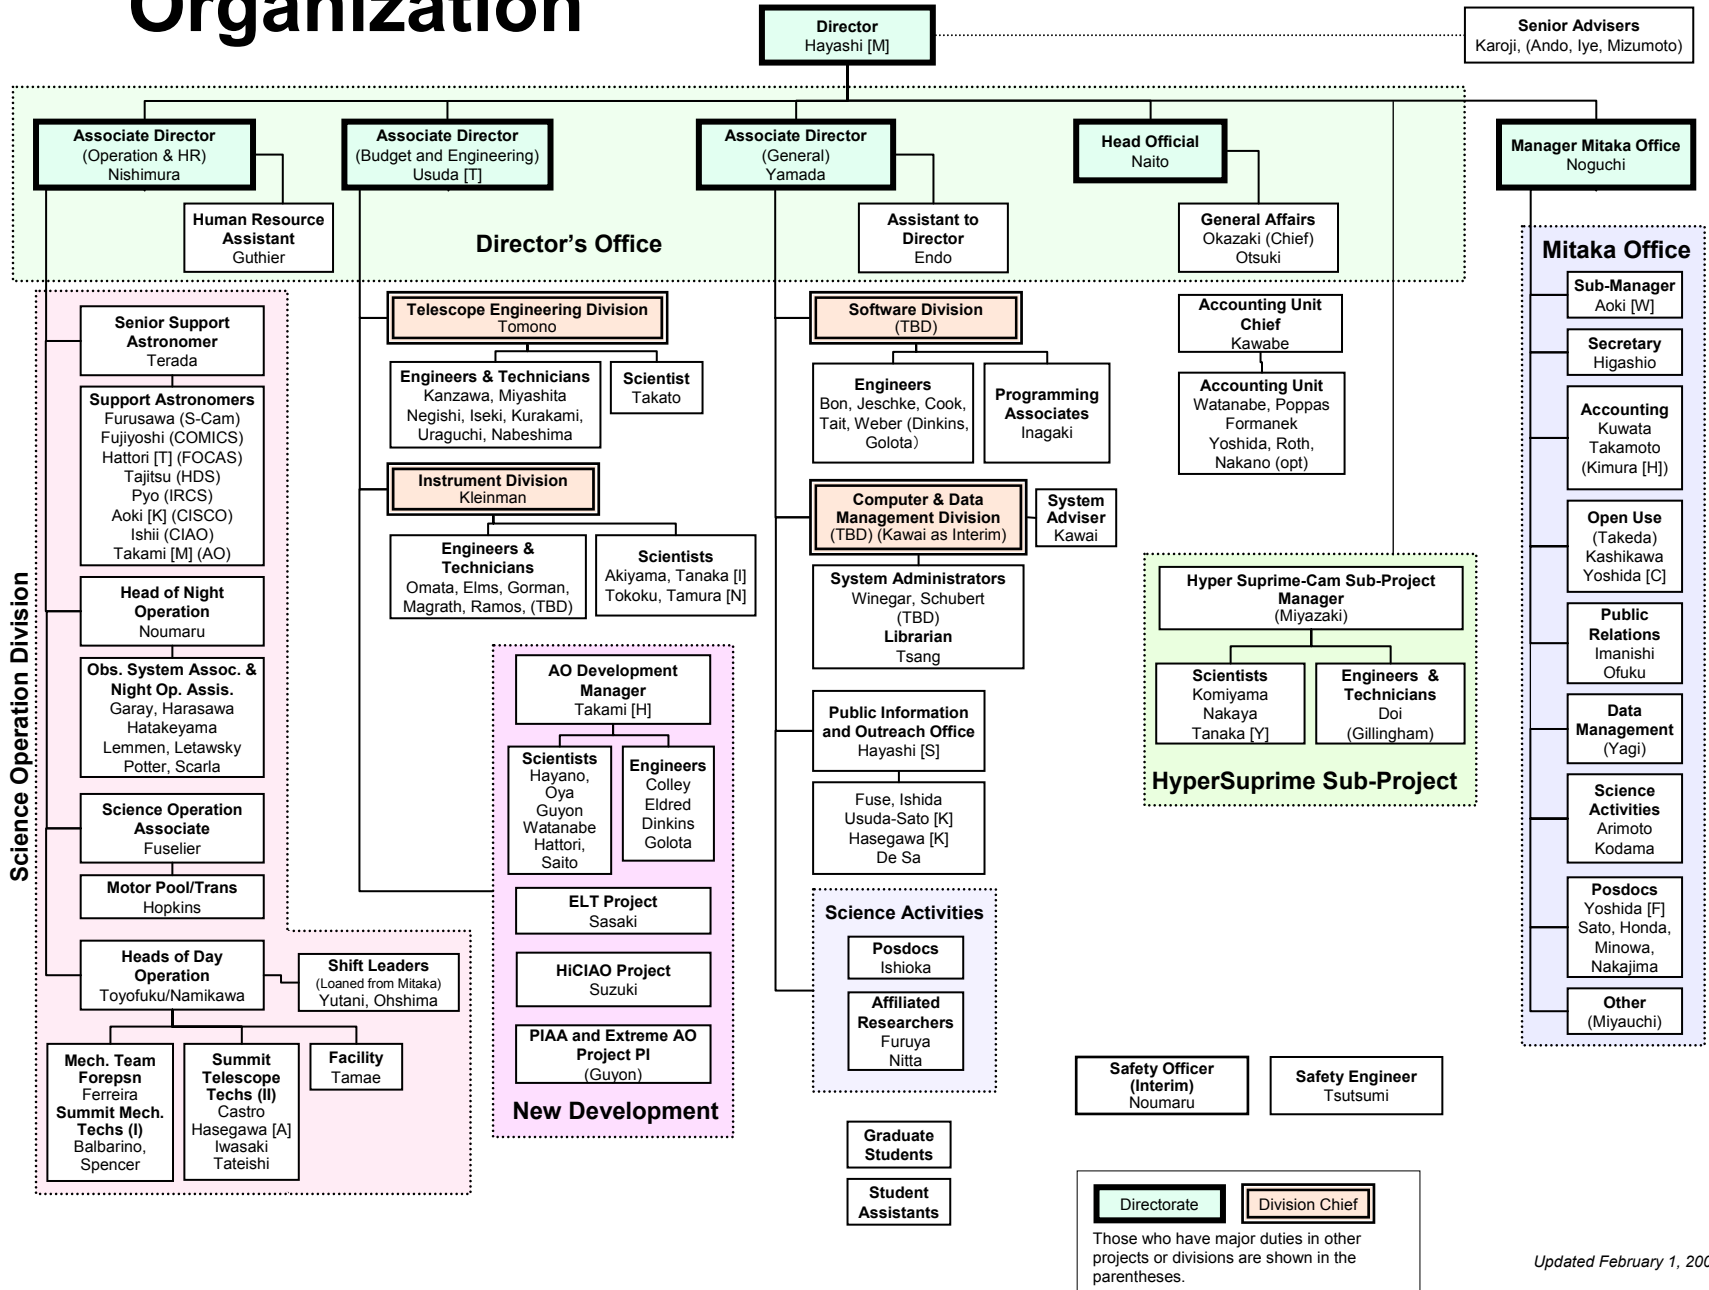 Organization
Director
Hayashi [M]
Senior Advisers
Karoji, (Ando, Iye, Mizumoto)
Associate Director
(Operation & HR)
Nishimura
Associate Director
(Budget and Engineering)
Usuda [T]
Associate Director
(General)
Yamada
Head Official
Naito
Manager Mitaka Office
Noguchi
Human Resource
Assistant
Guthier
Director's Office
Assistant to
Director
Endo
General Affairs
Okazaki (Chief)
Otsuki
Science Operation Division
Senior Support
Astronomer
Terada
Support Astronomers
Furusawa (S-Cam)
Fujiyoshi (COMICS)
Hattori [T] (FOCAS)
Tajitsu (HDS)
Pyo (IRCS)
Aoki [K] (CISCO)
Ishii (CIAO)
Takami [M] (AO)
Head of Night
Operation
Noumaru
Obs. System Assoc. &
Night Op. Assis.
Garay, Harasawa
Hatakeyama
Lemmen, Letawsky
Potter, Scarla
Science Operation
Associate
Fuselier
Motor Pool/Trans
Hopkins
Heads of Day
Operation
Toyofuku/Namikawa
Shift Leaders
(Loaned from Mitaka)
Yutani, Ohshima
Mech. Team
Forepsn
Ferreira
Summit Mech.
Techs (I)
Balbarino,
Spencer
Summit
Telescope
Techs (II)
Castro
Hasegawa [A]
Iwasaki
Tateishi
Facility
Tamae
Telescope Engineering Division
Tomono
Engineers & Technicians
Kanzawa, Miyashita
Negishi, Iseki, Kurakami,
Uraguchi, Nabeshima
Scientist
Takato
Instrument Division
Kleinman
Engineers &
Technicians
Omata, Elms, Gorman,
Magrath, Ramos, (TBD)
Scientists
Akiyama, Tanaka [I]
Tokoku, Tamura [N]
AO Development
Manager
Takami [H]
Scientists
Hayano,
Oya
Guyon
Watanabe
Hattori,
Saito
Engineers
Colley
Eldred
Dinkins
Golota
ELT Project
Sasaki
HiCIAO Project
Suzuki
PIAA and Extreme AO
Project PI
(Guyon)
New Development
Software Division
(TBD)
Engineers
Bon, Jeschke, Cook,
Tait, Weber (Dinkins,
Golota）
Programming
Associates
Inagaki
Computer & Data
Management Division
(TBD) (Kawai as Interim)
System
Adviser
Kawai
System Administrators
Winegar, Schubert
(TBD)
Librarian
Tsang
Public Information
and Outreach Office
Hayashi [S]
Fuse, Ishida
Usuda-Sato [K]
Hasegawa [K]
De Sa
Science Activities
Posdocs
Ishioka
Affiliated
Researchers
Furuya
Nitta
Graduate
Students
Student
Assistants
Accounting Unit
Chief
Kawabe
Accounting Unit
Watanabe, Poppas
Formanek
Yoshida, Roth,
Nakano (opt)
Hyper Suprime-Cam Sub-Project
Manager
(Miyazaki)
Scientists
Komiyama
Nakaya
Tanaka [Y]
Engineers &
Technicians
Doi
(Gillingham)
HyperSuprime Sub-Project
Safety Officer
(Interim)
Noumaru
Safety Engineer
Tsutsumi
Mitaka Office
Sub-Manager
Aoki [W]
Secretary
Higashio
Accounting
Kuwata
Takamoto
(Kimura [H])
Open Use
(Takeda)
Kashikawa
Yoshida [C]
Public
Relations
Imanishi
Ofuku
Data
Management
(Yagi)
Science
Activities
Arimoto
Kodama
Posdocs
Yoshida [F]
Sato, Honda,
Minowa,
Nakajima
Other
(Miyauchi)
Directorate
Division Chief
Those who have major duties in other
projects or divisions are shown in the
parentheses.
Updated February 1, 200